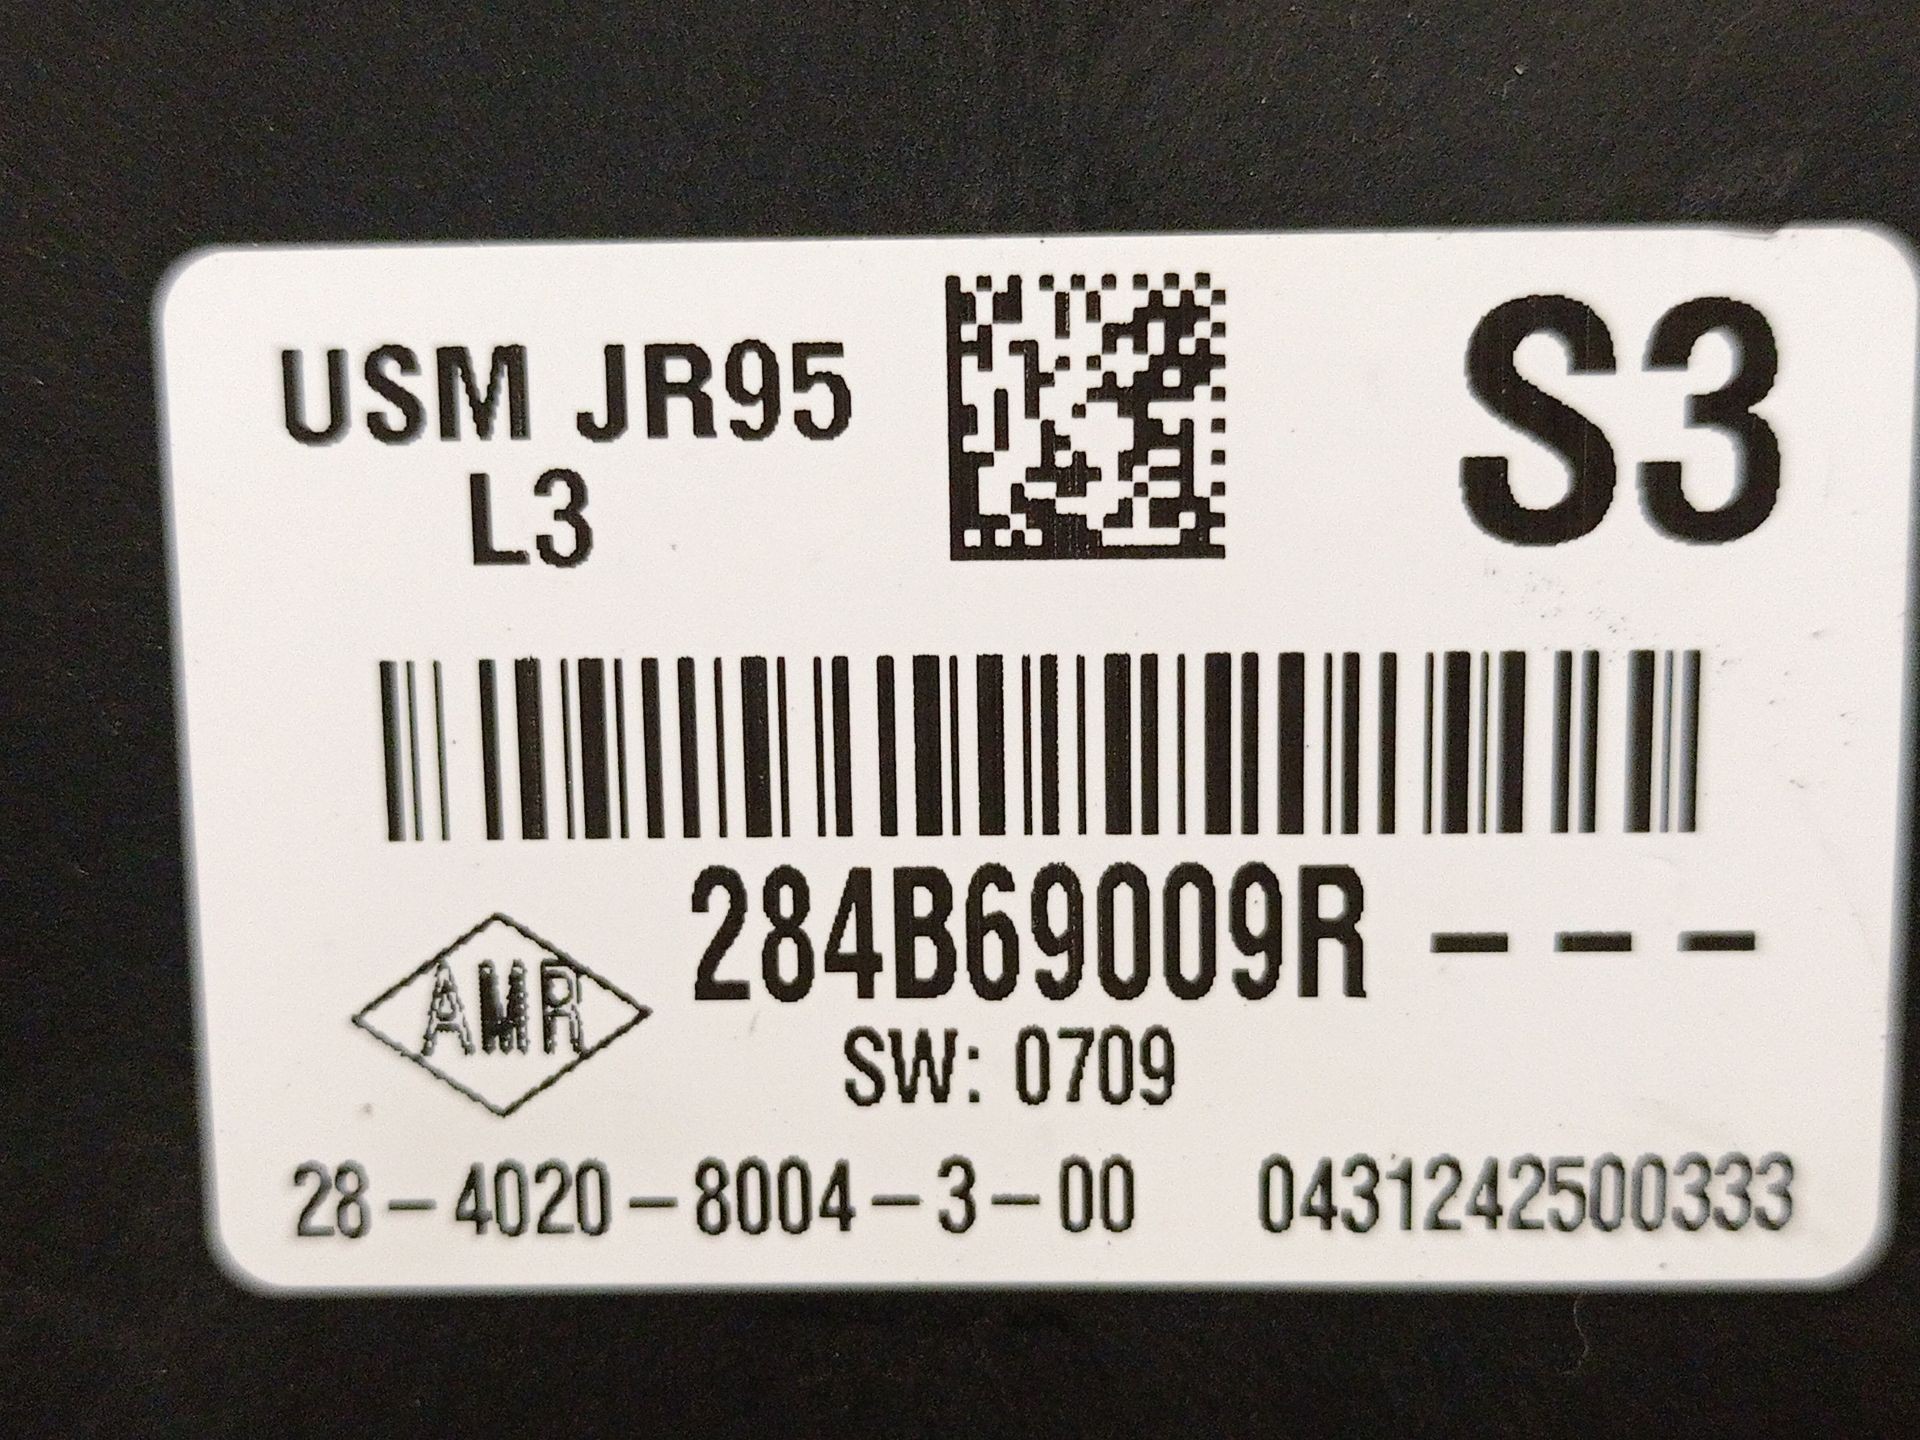 USM JR95
L3
S3
284B69009R – – –
AMR
SW: 0709
28-4020-8004-3-00 0431242500333